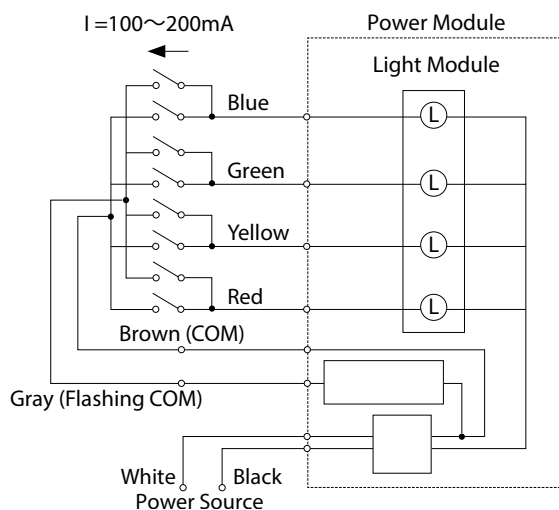 I =100～200mA
Power Module
Light Module
Blue
L
Green
L
Yellow
L
Red
L
Brown (COM)
Gray (Flashing COM)
White
Black
Power Source